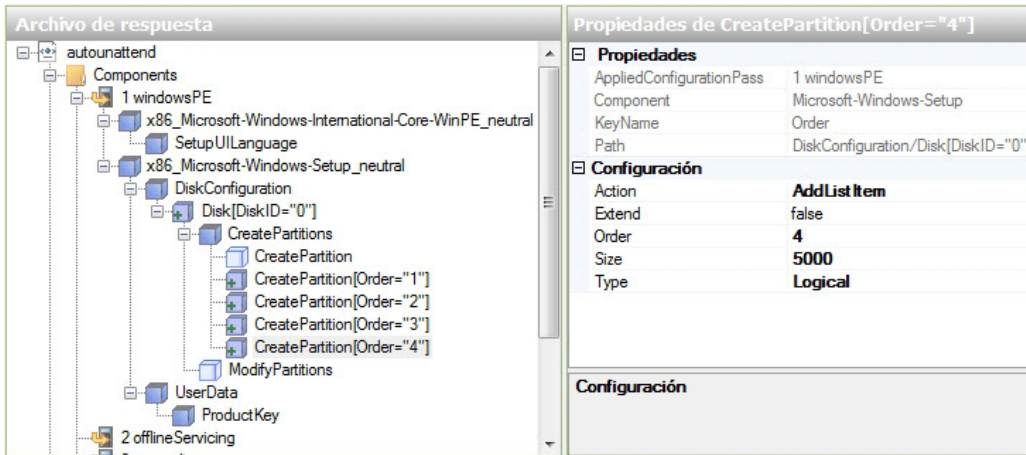 Archivo de respuesta
autounattend
Components
1 windowsPE
x86_Microsoft-Windows-International-Core-WinPE_neutral
SetupUILanguage
x86_Microsoft-Windows-Setup_neutral
DiskConfiguration
Disk[DiskID="0"]
CreatePartitions
CreatePartition
CreatePartition[Order="1"]
CreatePartition[Order="2"]
CreatePartition[Order="3"]
CreatePartition[Order="4"]
ModifyPartitions
UserData
ProductKey
2 offlineServicing
Propiedades de CreatePartition[Order="4"]
Propiedades
AppliedConfigurationPass 1 windowsPE
Component Microsoft-Windows-Setup
KeyName Order
Path DiskConfiguration/Disk[DiskID="0"
Configuración
Action AddListItem
Extend false
Order 4
Size 5000
Type Logical
Configuración